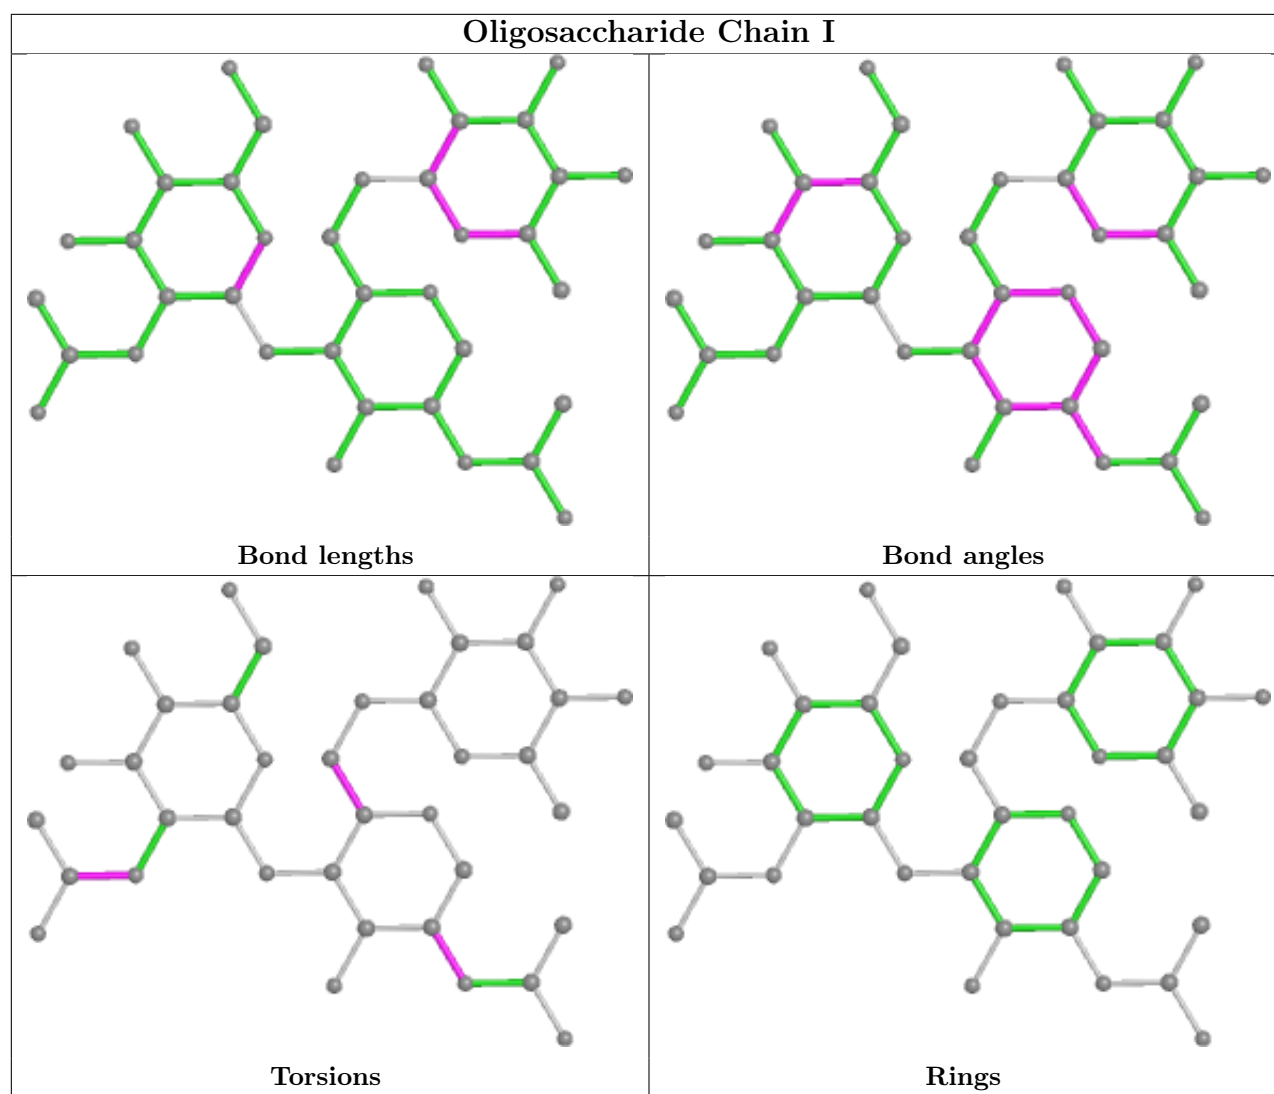 Oligosaccharide Chain I
Bond lengths
Bond angles
Torsions
Rings